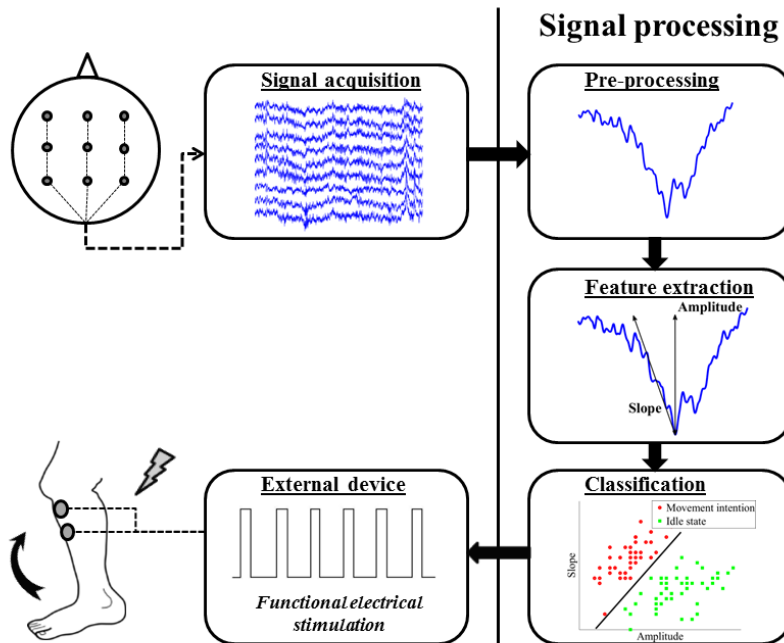 Signal processing
Signal acquisition
Pre-processing
Feature extraction
Amplitude
Slope
External device
Functional electrical
stimulation
Classification
Movement intention
Idle state
Slope
Amplitude